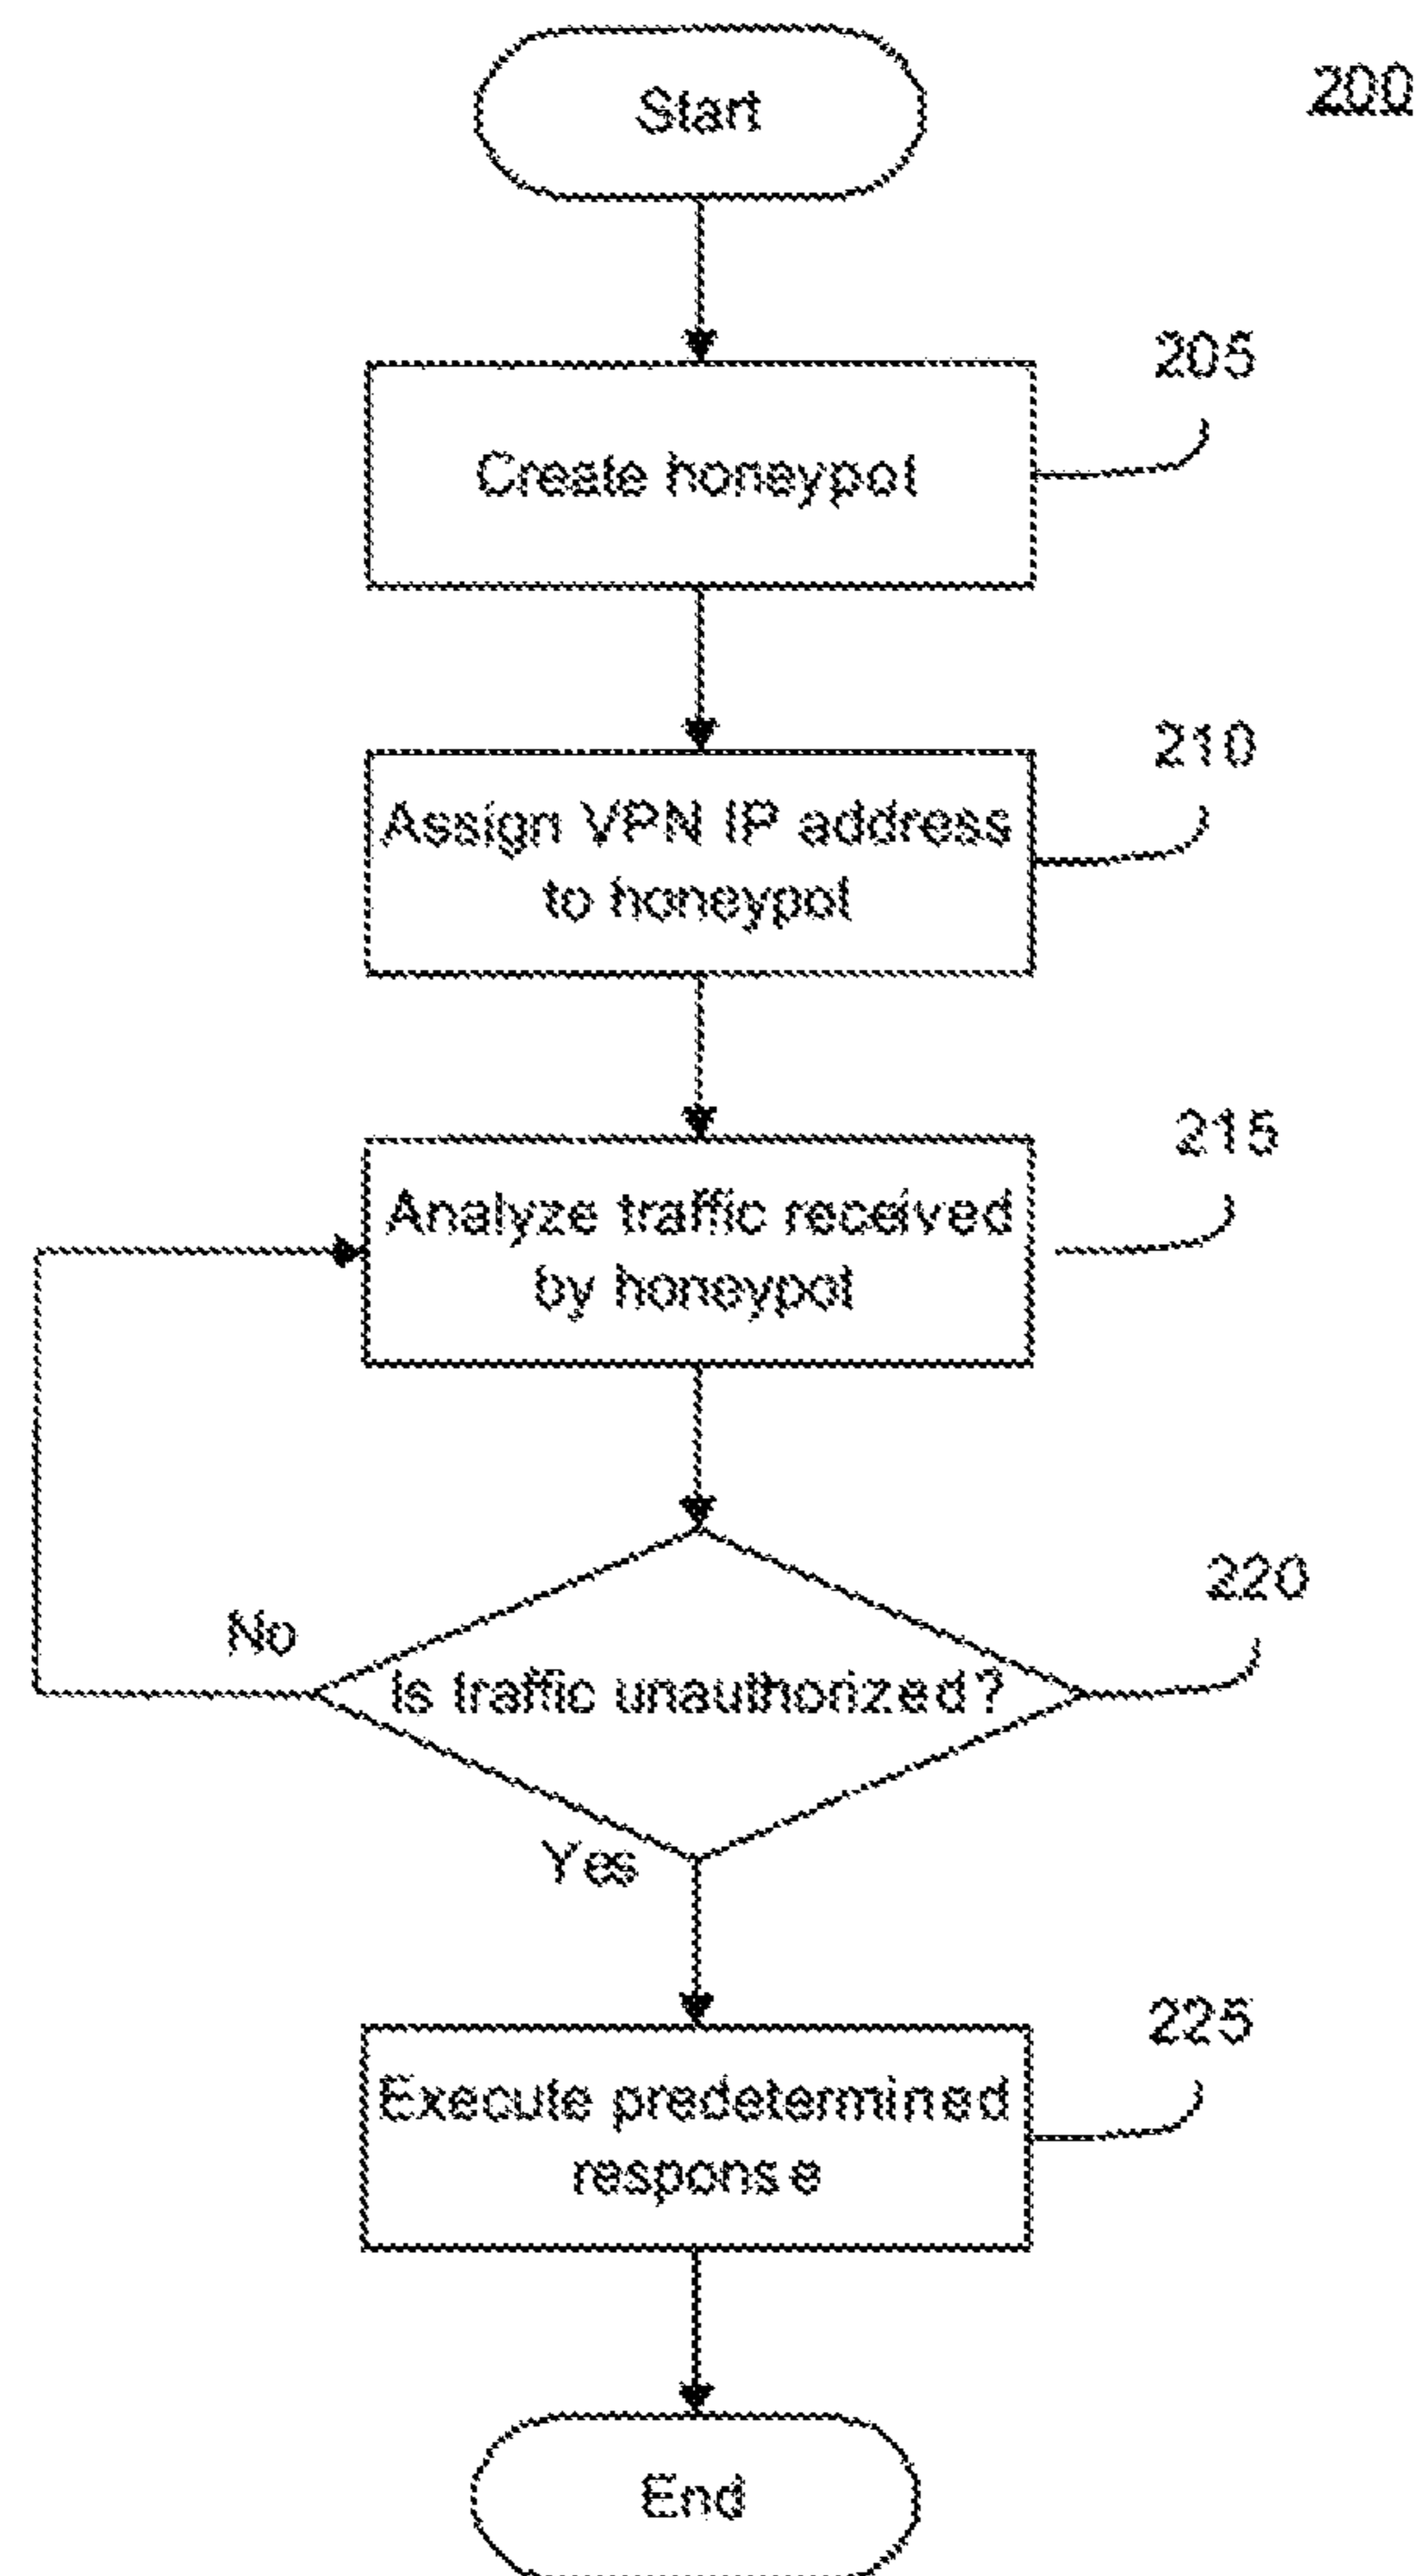 Start
200
205
Create honeypot
210
Assign VPN IP address
to honeypot
215
Analyze traffic received
by honeypot
220
No
Is traffic unauthorized?
Yes
225
Execute predetermined
response
End